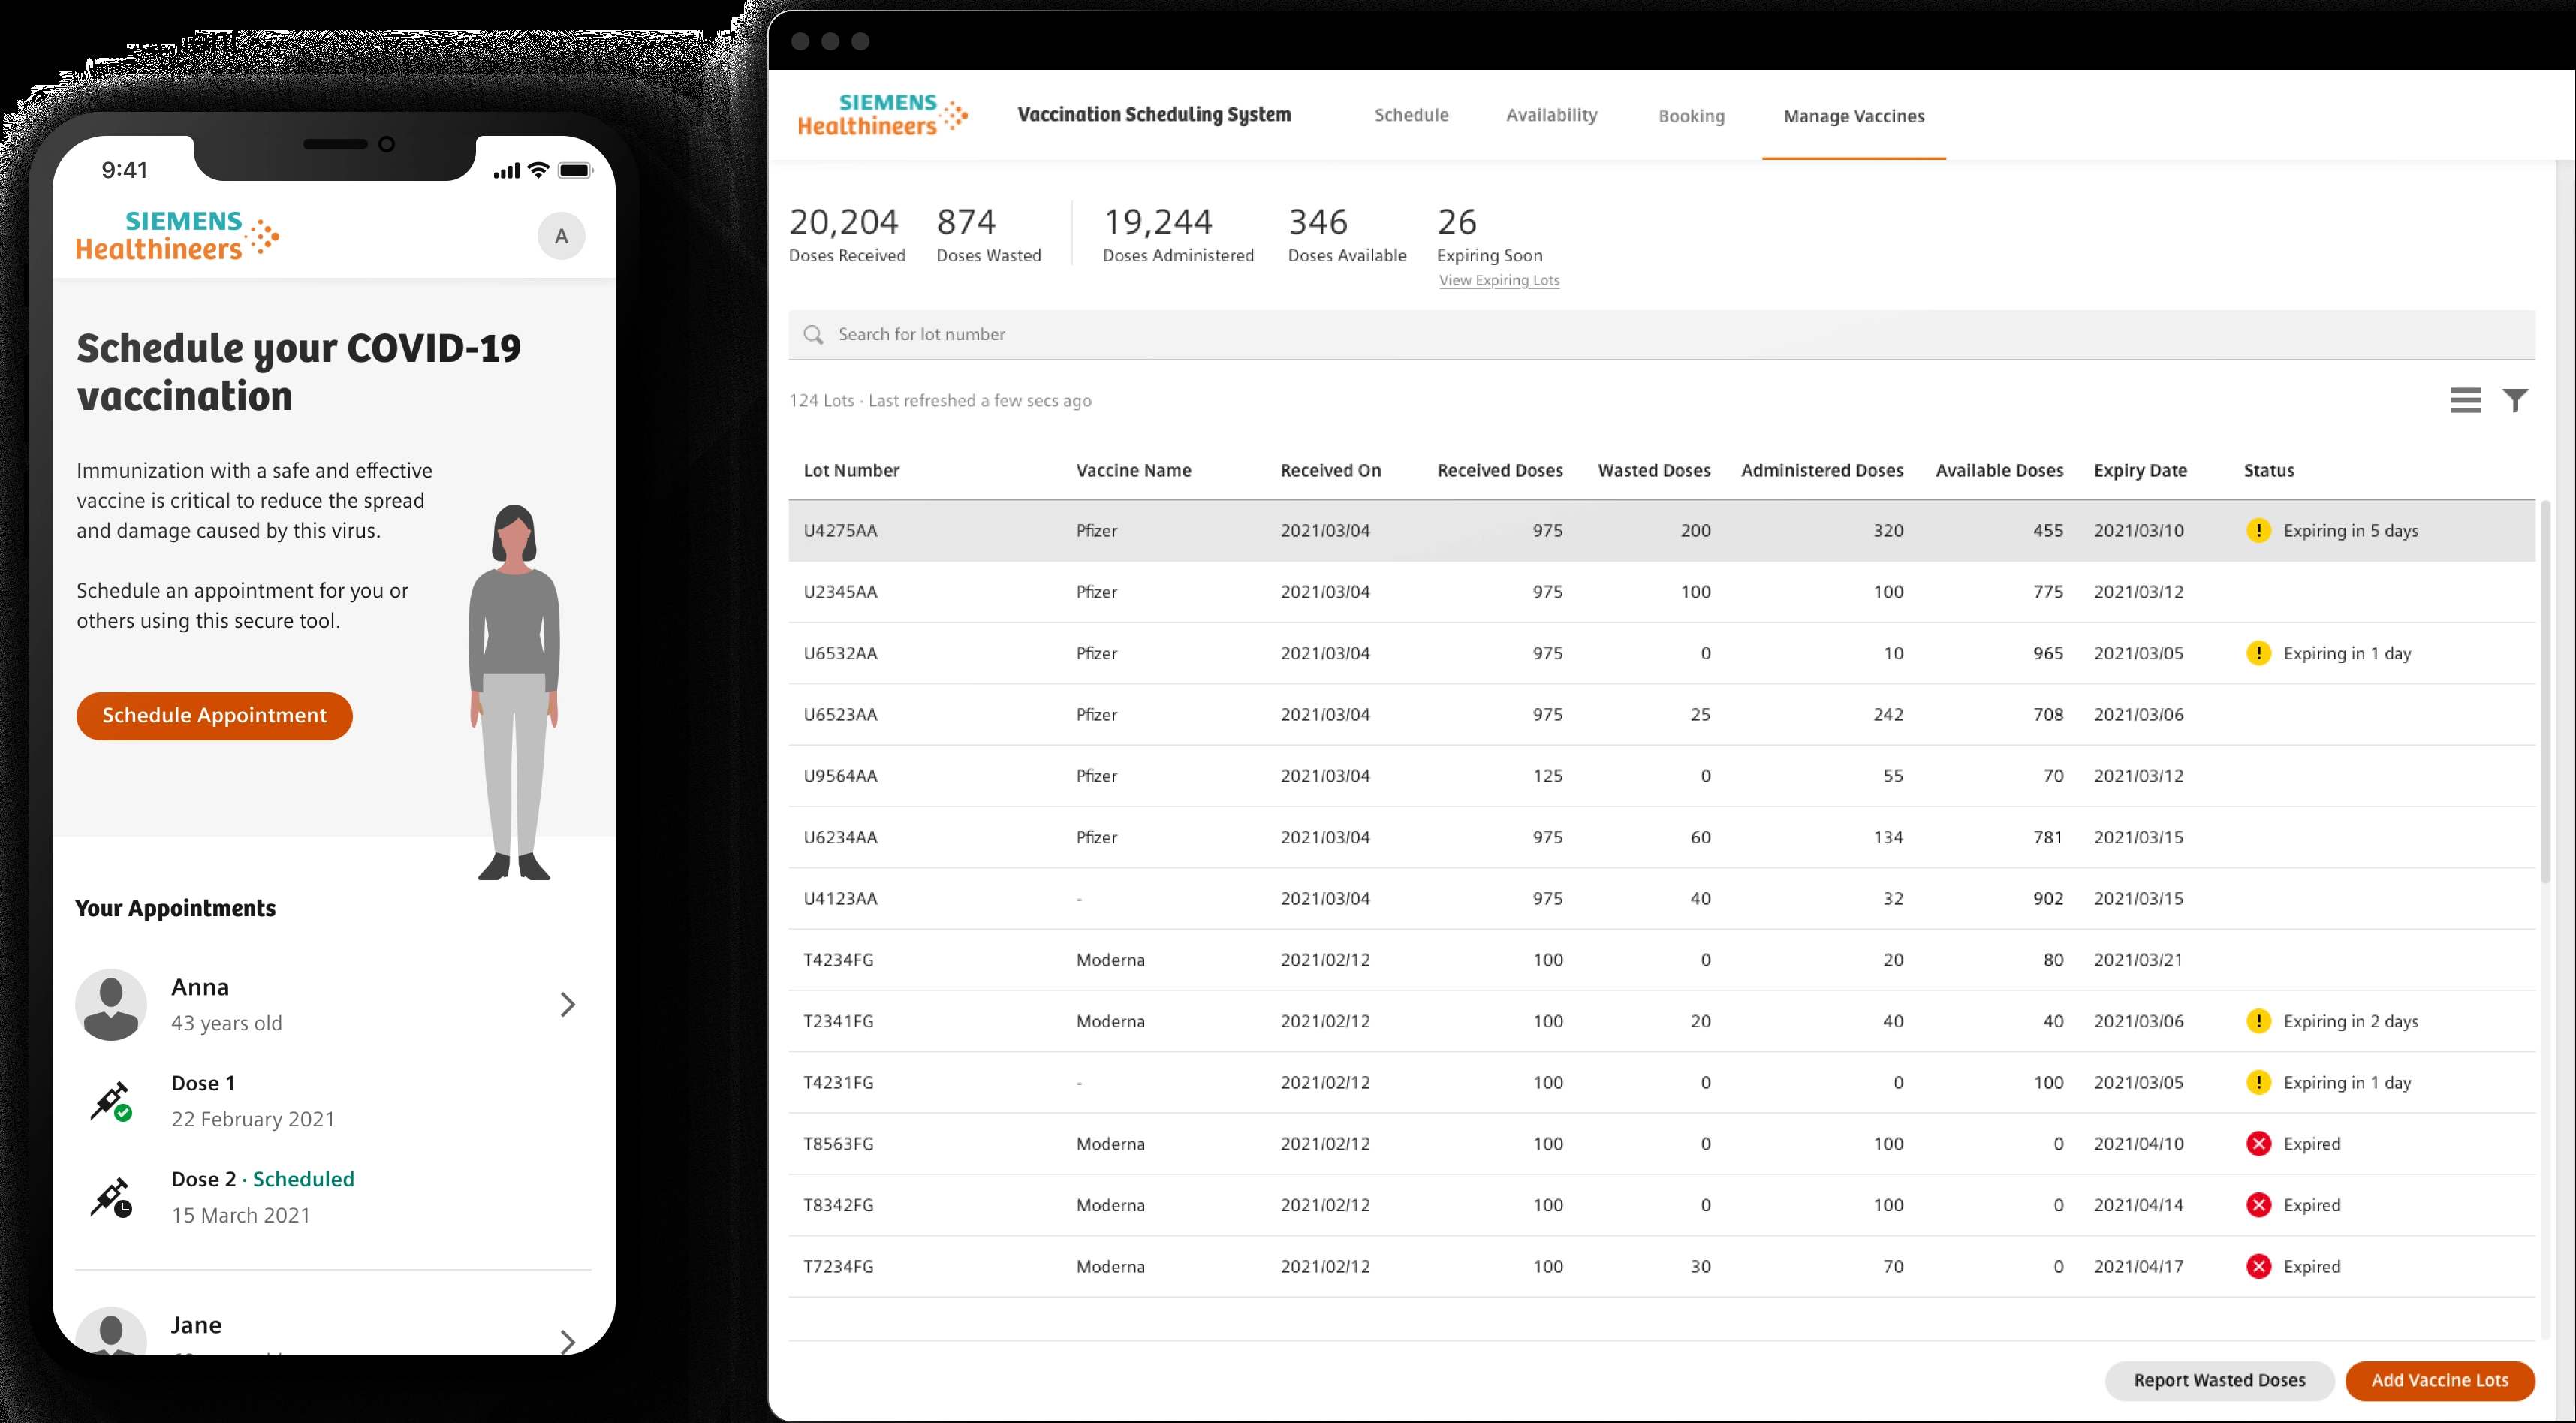 9:41
SIEMENS
Healthineers
A
Schedule your COVID-19
vaccination
Immunization with a safe and effective
vaccine is critical to reduce the spread
and damage caused by this virus.
Schedule an appointment for you or
others using this secure tool.
Schedule Appointment
Your Appointments
Anna
43 years old
Dose 1
22 February 2021
Dose 2 · Scheduled
15 March 2021
Jane
SIEMENS
Healthineers
Vaccination Scheduling System Schedule Availability Booking Manage Vaccines
20,204 874 19,244 346 26
Doses Received Doses Wasted Doses Administered Doses Available Expiring Soon
View Expiring Lots
Search for lot number
124 Lots · Last refreshed a few secs ago
Lot Number Vaccine Name Received On Received Doses Wasted Doses Administered Doses Available Doses Expiry Date Status
U4275AA Pfizer 2021/03/04 975 200 320 455 2021/03/10 ! Expiring in 5 days
U2345AA Pfizer 2021/03/04 975 100 100 775 2021/03/12
U6532AA Pfizer 2021/03/04 975 0 10 965 2021/03/05 ! Expiring in 1 day
U6523AA Pfizer 2021/03/04 975 25 242 708 2021/03/06
U9564AA Pfizer 2021/03/04 125 0 55 70 2021/03/12
U6234AA Pfizer 2021/03/04 975 60 134 781 2021/03/15
U4123AA - 2021/03/04 975 40 32 902 2021/03/15
T4234FG Moderna 2021/02/12 100 0 20 80 2021/03/21
T2341FG Moderna 2021/02/12 100 20 40 40 2021/03/06 ! Expiring in 2 days
T4231FG - 2021/02/12 100 0 0 100 2021/03/05 ! Expiring in 1 day
T8563FG Moderna 2021/02/12 100 0 100 0 2021/04/10 Expired
T8342FG Moderna 2021/02/12 100 0 100 0 2021/04/14 Expired
T7234FG Moderna 2021/02/12 100 30 70 0 2021/04/17 Expired
Report Wasted Doses Add Vaccine Lots